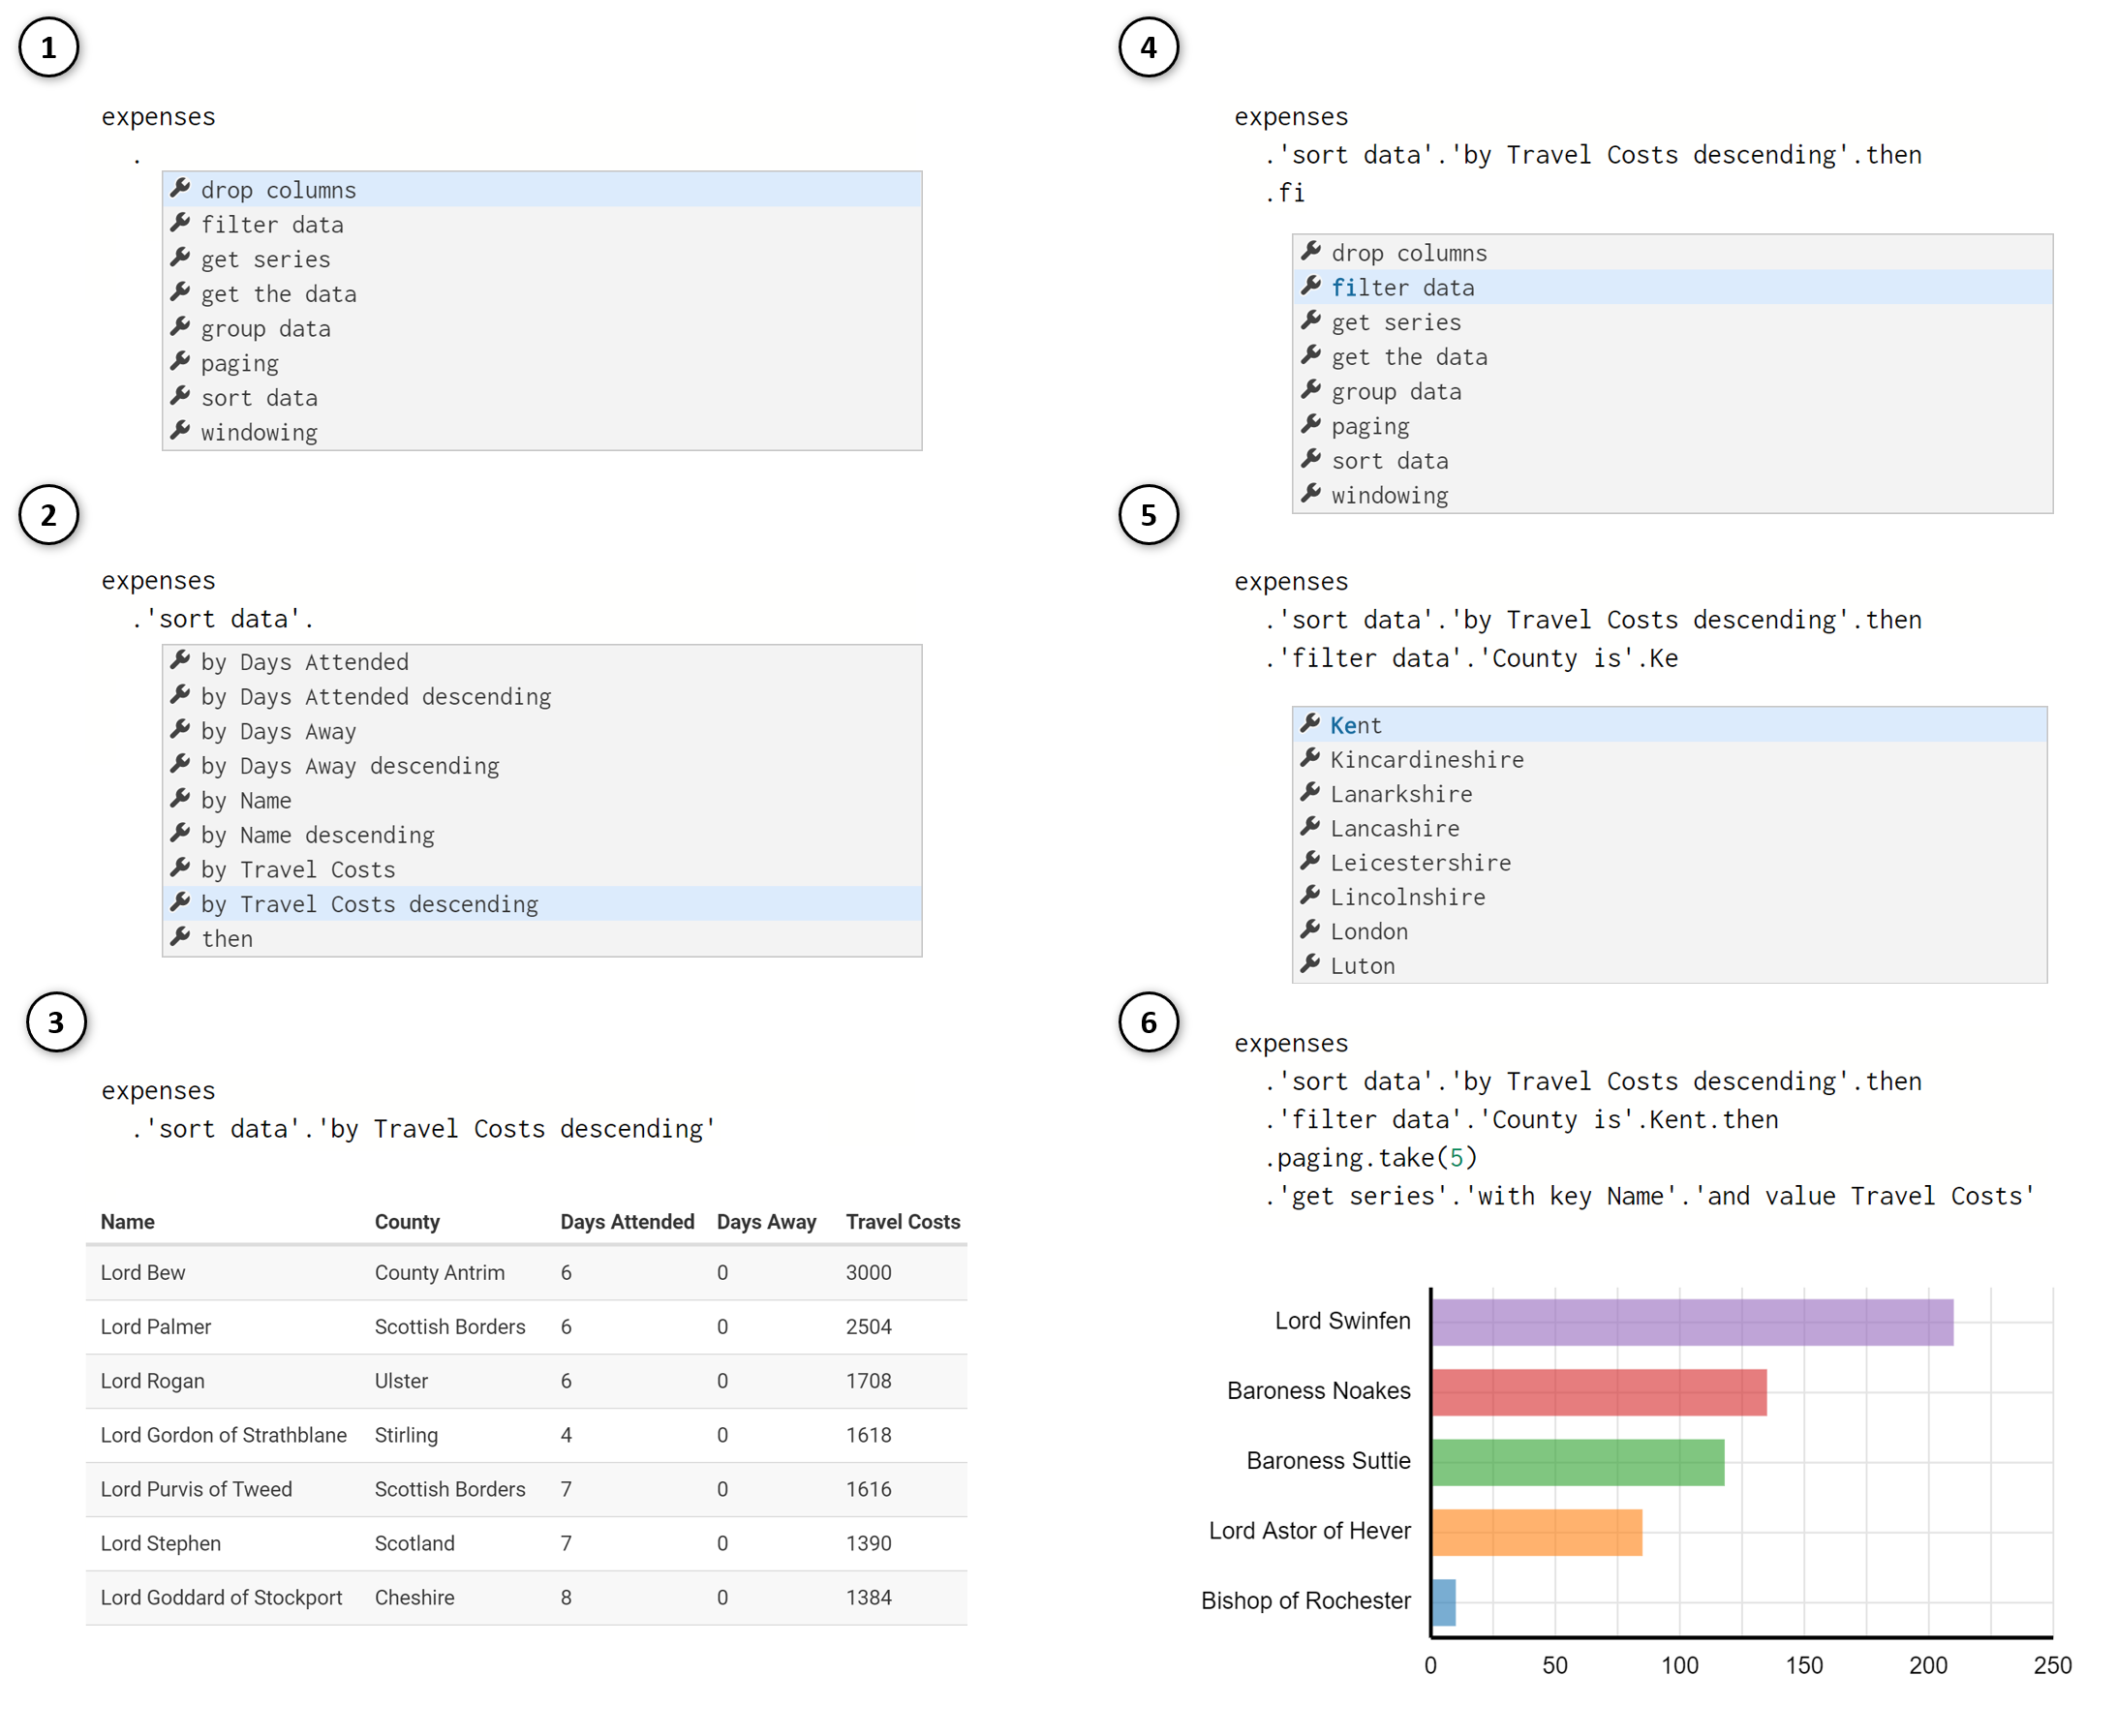 1
expenses
.
drop columns
filter data
get series
get the data
group data
paging
sort data
windowing
2
expenses
.'sort data'.
by Days Attended
by Days Attended descending
by Days Away
by Days Away descending
by Name
by Name descending
by Travel Costs
by Travel Costs descending
then
3
expenses
.'sort data'.'by Travel Costs descending'
Name County Days Attended Days Away Travel Costs
Lord Bew County Antrim 6 0 3000
Lord Palmer Scottish Borders 6 0 2504
Lord Rogan Ulster 6 0 1708
Lord Gordon of Strathblane Stirling 4 0 1618
Lord Purvis of Tweed Scottish Borders 7 0 1616
Lord Stephen Scotland 7 0 1390
Lord Goddard of Stockport Cheshire 8 0 1384
4
expenses
.'sort data'.'by Travel Costs descending'.then
.fi
drop columns
filter data
get series
get the data
group data
paging
sort data
windowing
5
expenses
.'sort data'.'by Travel Costs descending'.then
.'filter data'.'County is'.Ke
Kent
Kincardineshire
Lanarkshire
Lancashire
Leicestershire
Lincolnshire
London
Luton
6
expenses
.'sort data'.'by Travel Costs descending'.then
.'filter data'.'County is'.Kent.then
.paging.take(5)
.'get series'.'with key Name'.'and value Travel Costs'
Lord Swinfen
Baroness Noakes
Baroness Suttie
Lord Astor of Hever
Bishop of Rochester
0 50 100 150 200 250